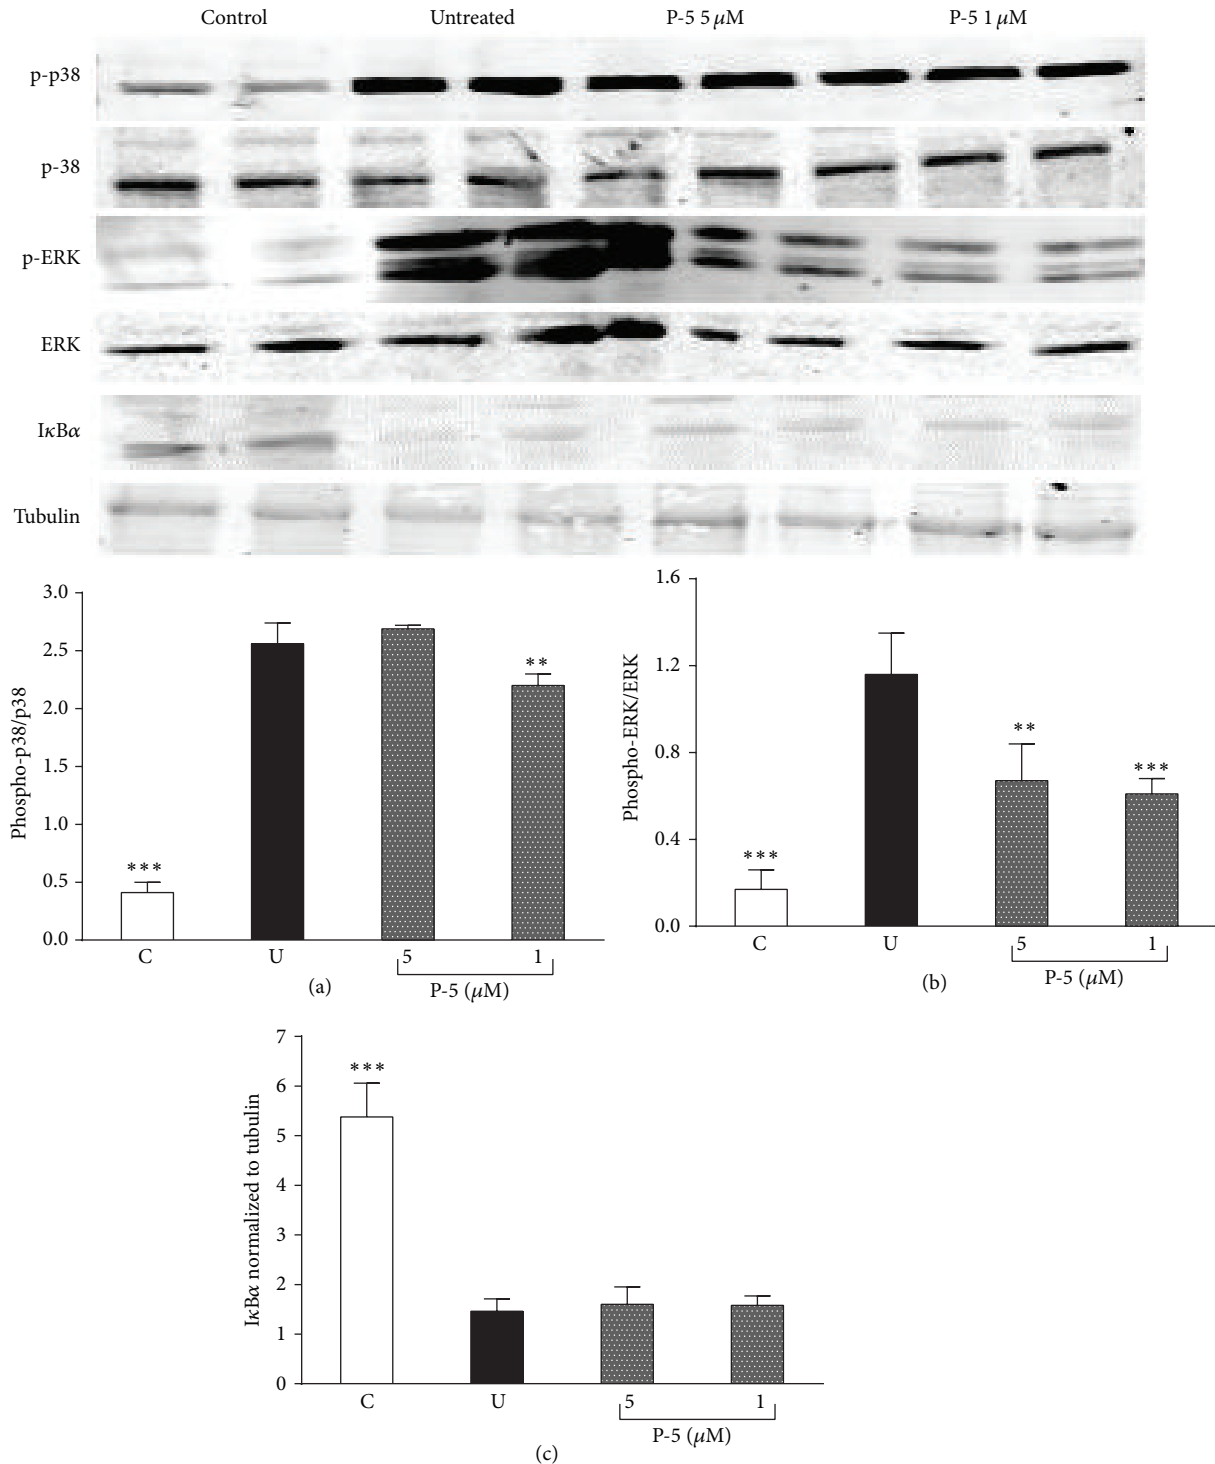 Control Untreated P-5 5 μM P-5 1 μM
p-p38
p-38
p-ERK
ERK
IκBα
Tubulin
Phospho-p38/p38
3.0
2.5
2.0
1.5
1.0
0.5
0.0
***
**
C U 5 1
P-5 (μM)
(a)
Phospho-ERK/ERK
1.6
1.2
0.8
0.4
0.0
***
**
***
C U 5 1
P-5 (μM)
(b)
IκBα normalized to tubulin
7
6
5
4
3
2
1
0
***
C U 5 1
P-5 (μM)
(c)